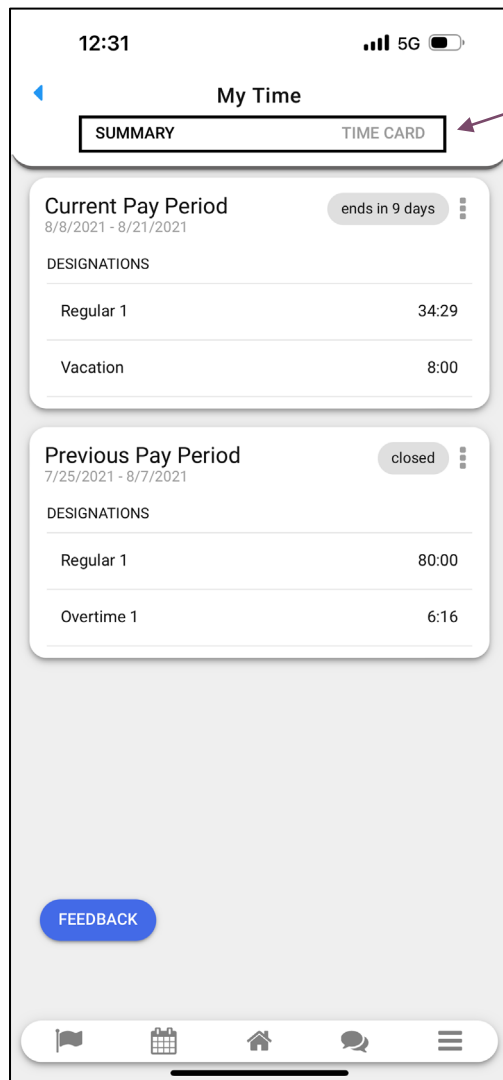 12:31 5G
My Time
SUMMARY TIME CARD
Current Pay Period ends in 9 days
8/8/2021 - 8/21/2021
DESIGNATIONS
Regular 1 34:29
Vacation 8:00
Previous Pay Period closed
7/25/2021 - 8/7/2021
DESIGNATIONS
Regular 1 80:00
Overtime 1 6:16
FEEDBACK